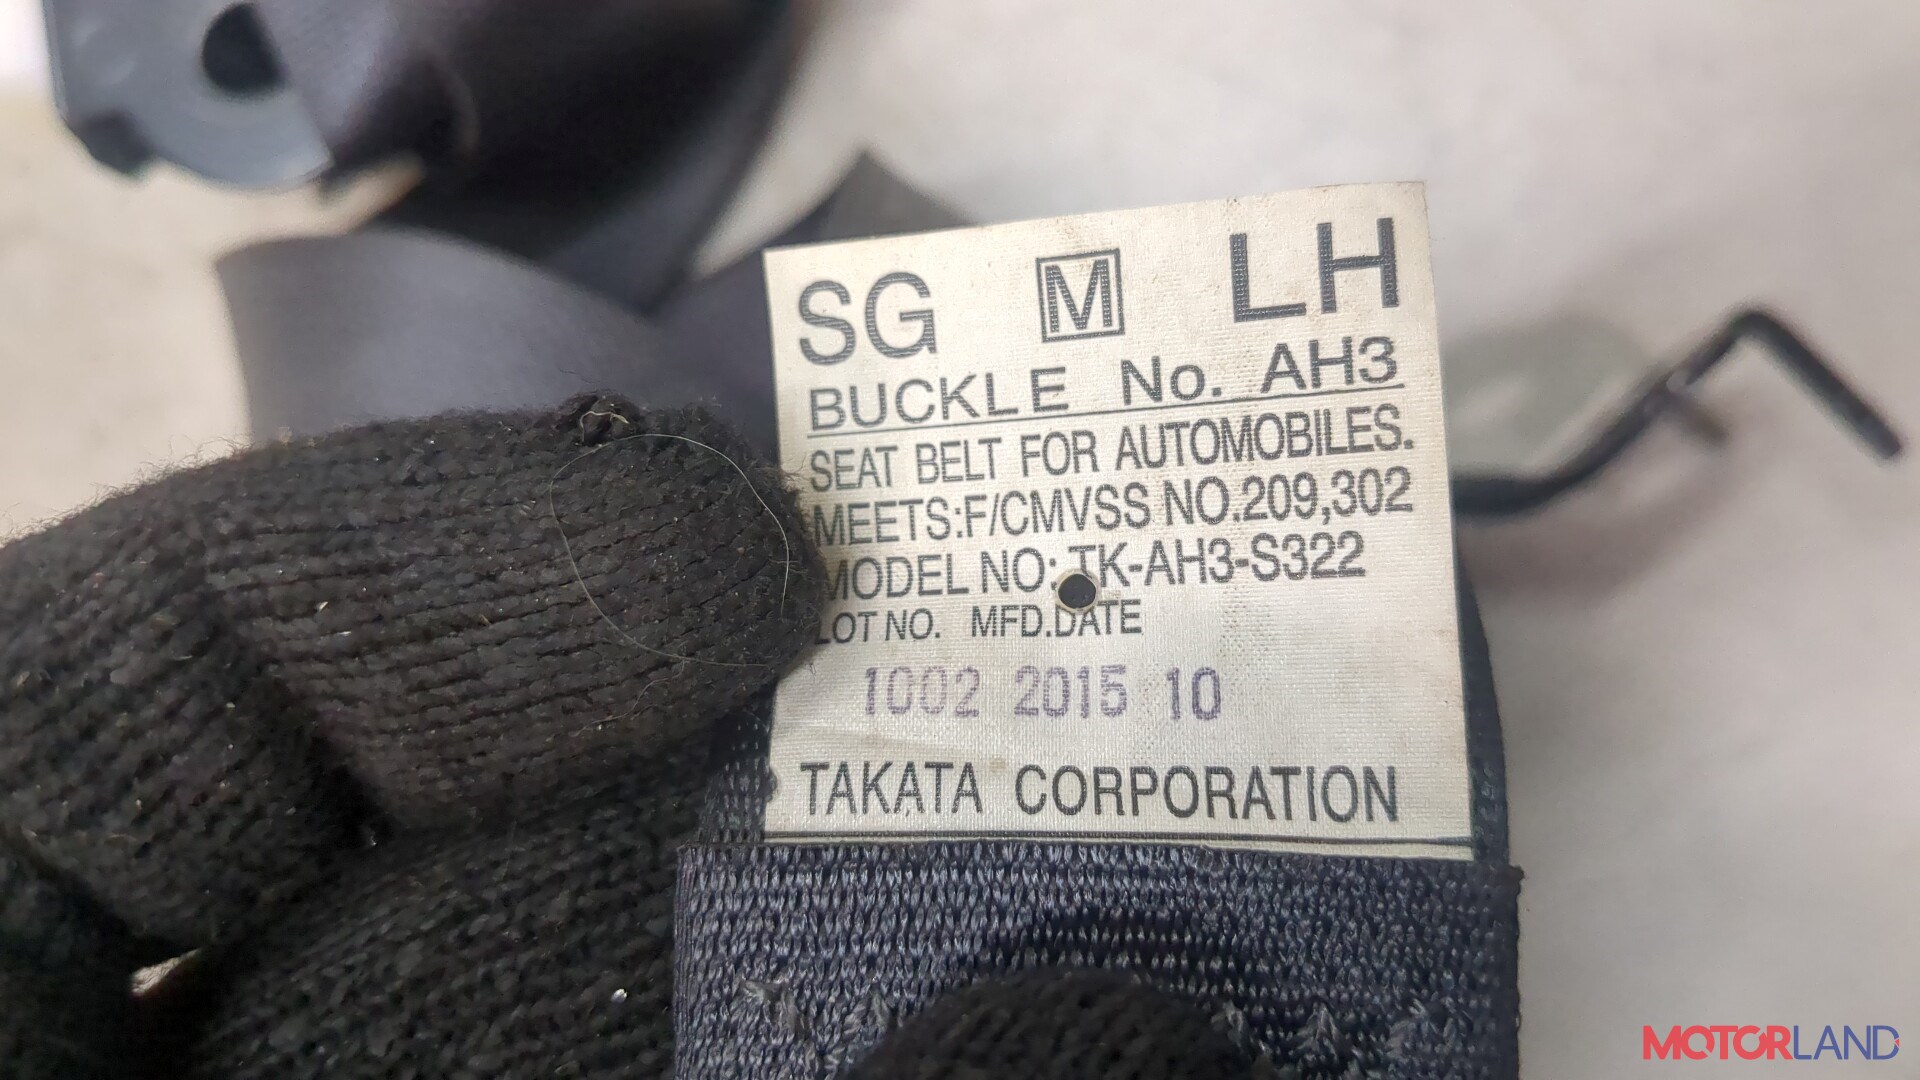 SG M LH
BUCKLE No. AH3
SEAT BELT FOR AUTOMOBILES.
MEETS:F/CMVSS NO.209,302
MODEL NO: TK-AH3-S322
LOT NO. MFD.DATE
1002 2015 10
TAKATA CORPORATION
MOTORLAND